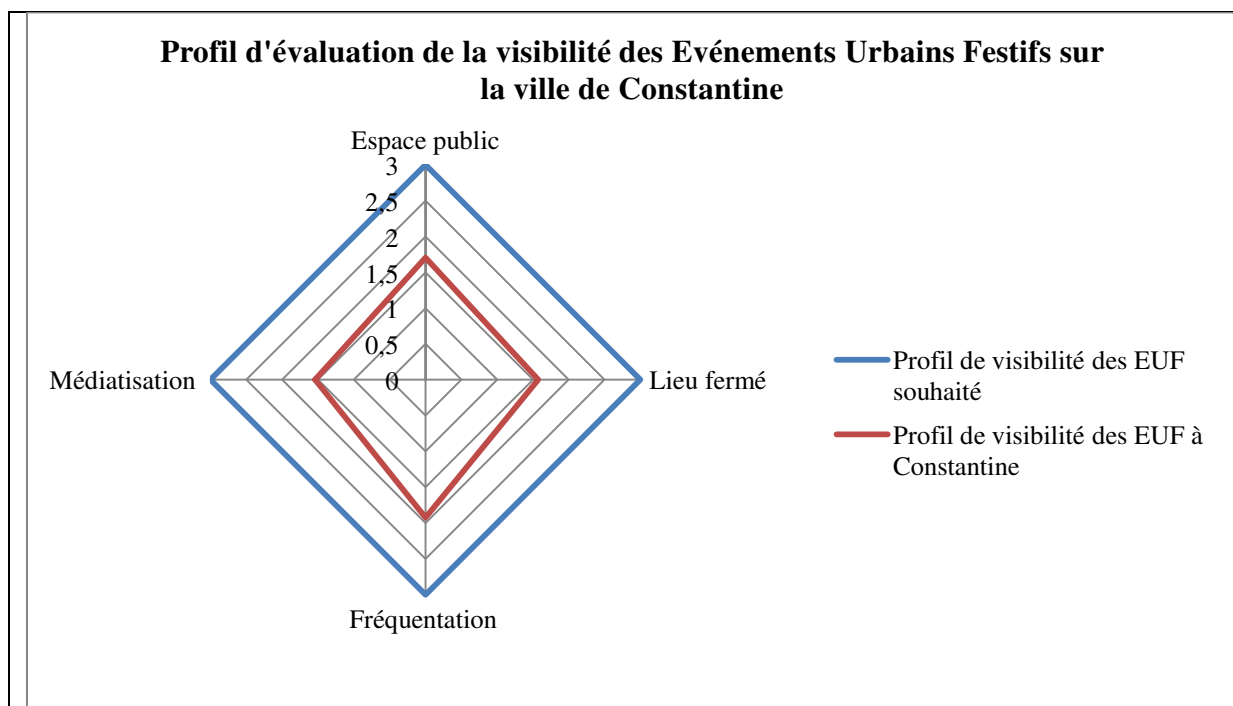 Profil d'évaluation de la visibilité des Evénements Urbains Festifs sur
la ville de Constantine
Espace public
3
2,5
2
1,5
1
0,5
0
Médiatisation
Lieu fermé
Fréquentation
Profil de visibilité des EUF
souhaité
Profil de visibilité des EUF à
Constantine